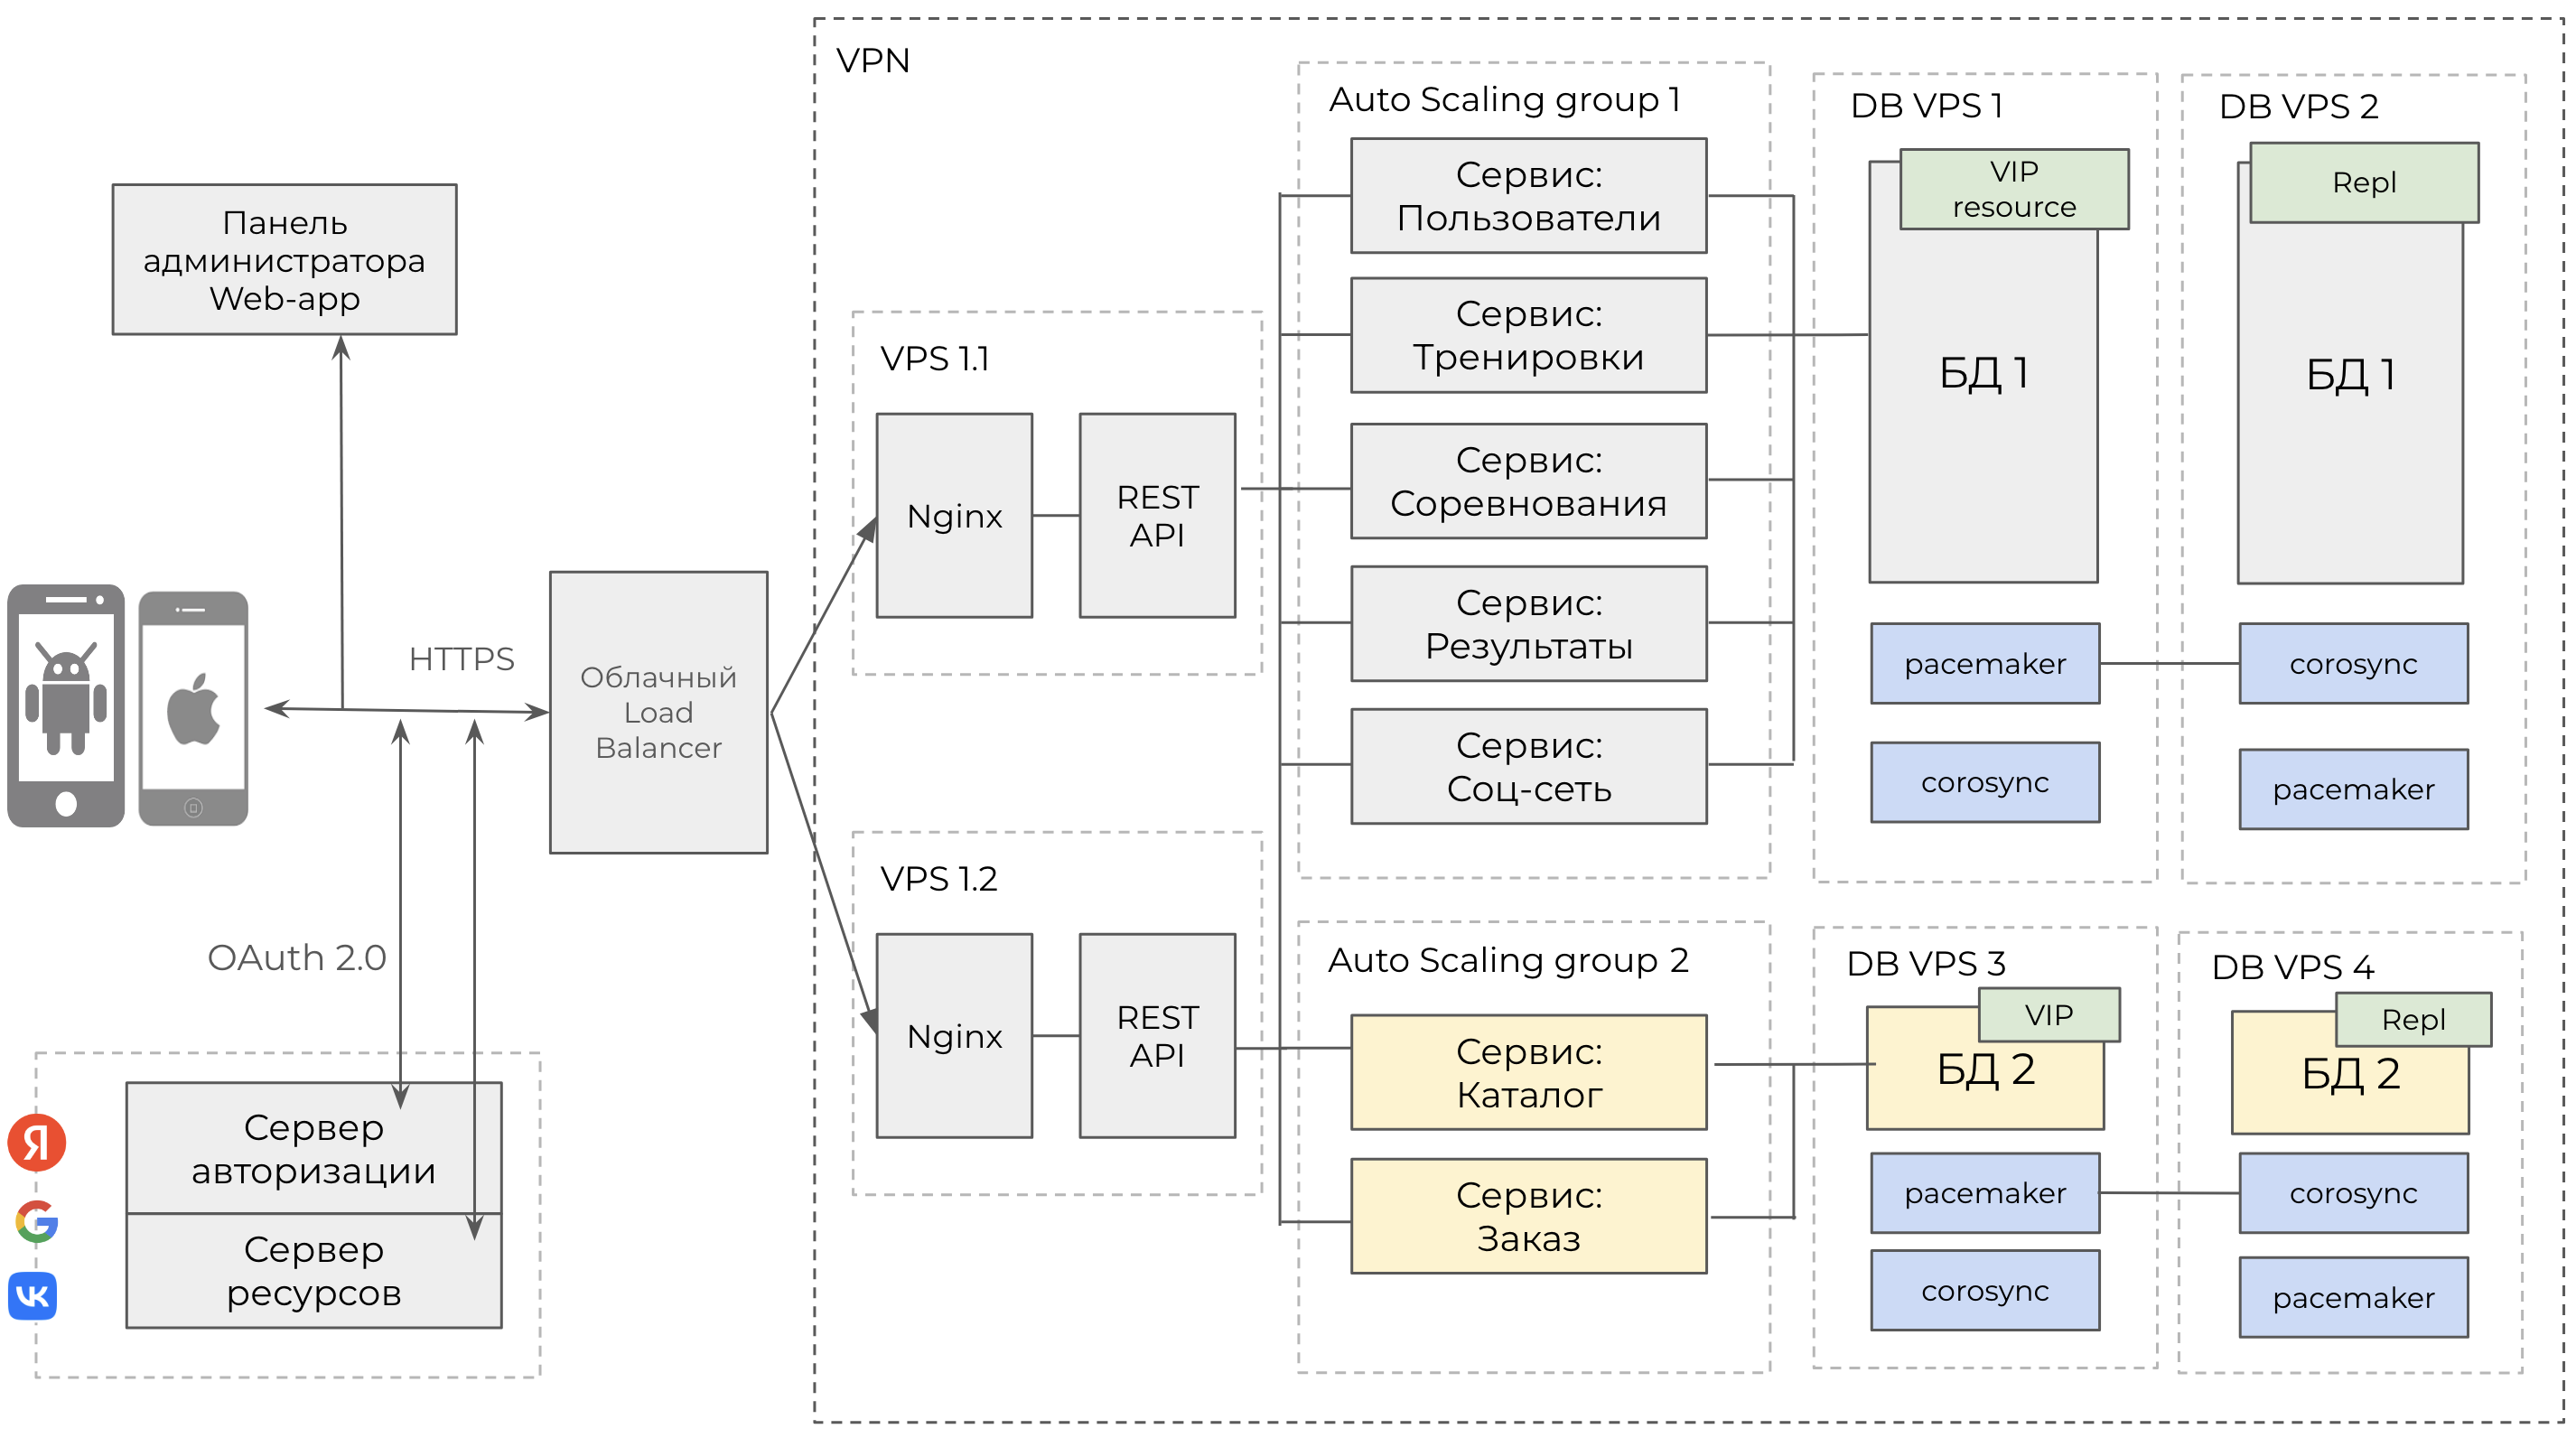 Панель
администратора
Web-app
HTTPS
OAuth 2.0
Облачный
Load
Balancer
Я
G
VK
Сервер
авторизации
Сервер
ресурсов
VPN
VPS 1.1
Nginx
REST
API
VPS 1.2
Nginx
REST
API
Auto Scaling group 1
Сервис:
Пользователи
Сервис:
Тренировки
Сервис:
Соревнования
Сервис:
Результаты
Сервис:
Соц-сеть
Auto Scaling group 2
Сервис:
Каталог
Сервис:
Заказ
DB VPS 1
VIP
resource
БД 1
pacemaker
corosync
DB VPS 2
Repl
БД 1
corosync
pacemaker
DB VPS 3
VIP
БД 2
pacemaker
corosync
DB VPS 4
Repl
БД 2
corosync
pacemaker